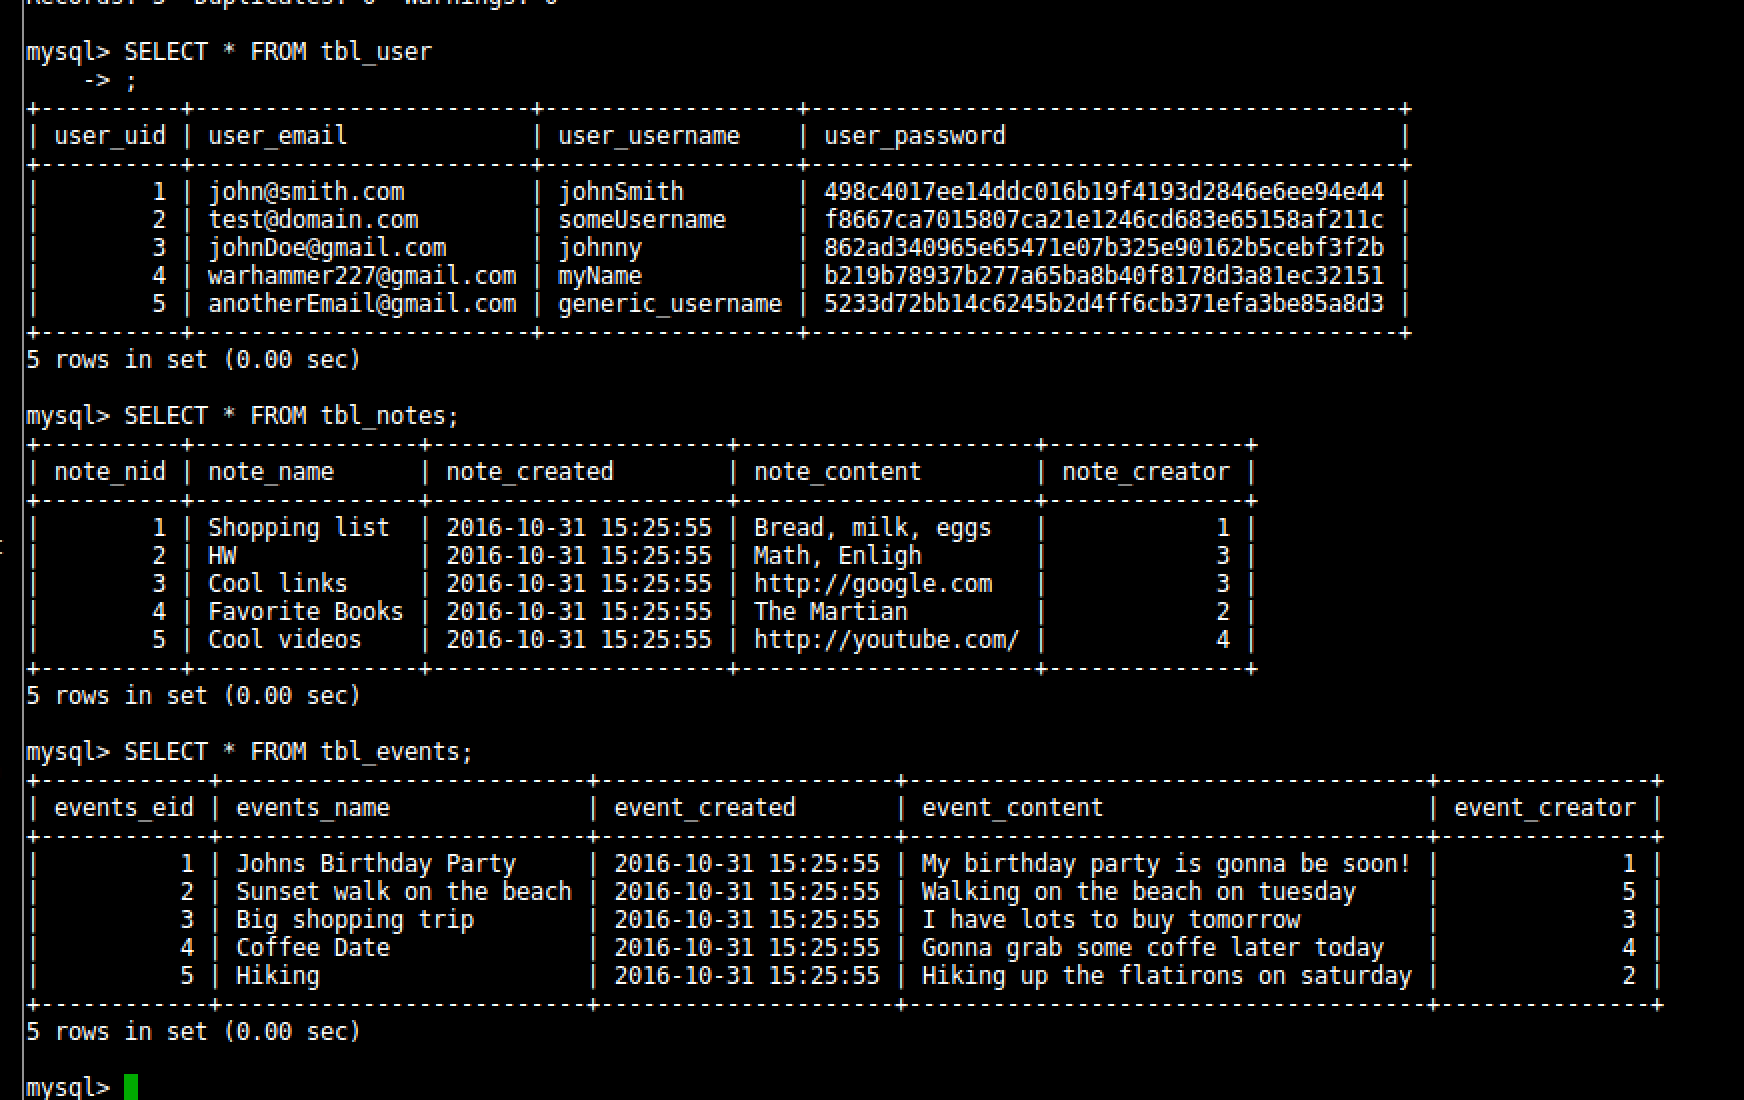 Records: 5  Duplicates: 0  Warnings: 0
mysql> SELECT * FROM tbl_user
    -> ;
+----------+------------------------+------------------+------------------------------------------+
| user_uid | user_email             | user_username    | user_password                            |
+----------+------------------------+------------------+------------------------------------------+
|        1 | john@smith.com         | johnSmith        | 498c4017ee14ddc016b19f4193d2846e6ee94e44 |
|        2 | test@domain.com        | someUsername     | f8667ca7015807ca21e1246cd683e65158af211c |
|        3 | johnDoe@gmail.com      | johnny           | 862ad340965e65471e07b325e90162b5cebf3f2b |
|        4 | warhammer227@gmail.com | myName           | b219b78937b277a65ba8b40f8178d3a81ec32151 |
|        5 | anotherEmail@gmail.com | generic_username | 5233d72bb14c6245b2d4ff6cb371efa3be85a8d3 |
+----------+------------------------+------------------+------------------------------------------+
5 rows in set (0.00 sec)
mysql> SELECT * FROM tbl_notes;
+----------+----------------+---------------------+---------------------+--------------+
| note_nid | note_name      | note_created        | note_content        | note_creator |
+----------+----------------+---------------------+---------------------+--------------+
|        1 | Shopping list  | 2016-10-31 15:25:55 | Bread, milk, eggs   |            1 |
|        2 | HW             | 2016-10-31 15:25:55 | Math, Enligh        |            3 |
|        3 | Cool links     | 2016-10-31 15:25:55 | http://google.com   |            3 |
|        4 | Favorite Books | 2016-10-31 15:25:55 | The Martian         |            2 |
|        5 | Cool videos    | 2016-10-31 15:25:55 | http://youtube.com/ |            4 |
+----------+----------------+---------------------+---------------------+--------------+
5 rows in set (0.00 sec)
mysql> SELECT * FROM tbl_events;
+------------+--------------------------+---------------------+-------------------------------------+---------------+
| events_eid | events_name              | event_created       | event_content                       | event_creator |
+------------+--------------------------+---------------------+-------------------------------------+---------------+
|          1 | Johns Birthday Party     | 2016-10-31 15:25:55 | My birthday party is gonna be soon! |             1 |
|          2 | Sunset walk on the beach | 2016-10-31 15:25:55 | Walking on the beach on tuesday     |             5 |
|          3 | Big shopping trip        | 2016-10-31 15:25:55 | I have lots to buy tomorrow         |             3 |
|          4 | Coffee Date              | 2016-10-31 15:25:55 | Gonna grab some coffe later today   |             4 |
|          5 | Hiking                   | 2016-10-31 15:25:55 | Hiking up the flatirons on saturday |             2 |
+------------+--------------------------+---------------------+-------------------------------------+---------------+
5 rows in set (0.00 sec)
mysql>